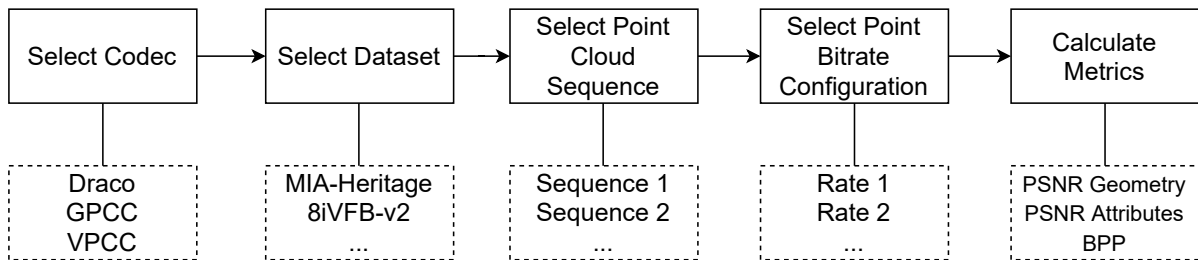 Select Codec
Select Dataset
Select Point
Cloud
Sequence
Select Point
Bitrate
Configuration
Calculate
Metrics
Draco
GPCC
VPCC
MIA-Heritage
8iVFB-v2
...
Sequence 1
Sequence 2
...
Rate 1
Rate 2
...
PSNR Geometry
PSNR Attributes
BPP